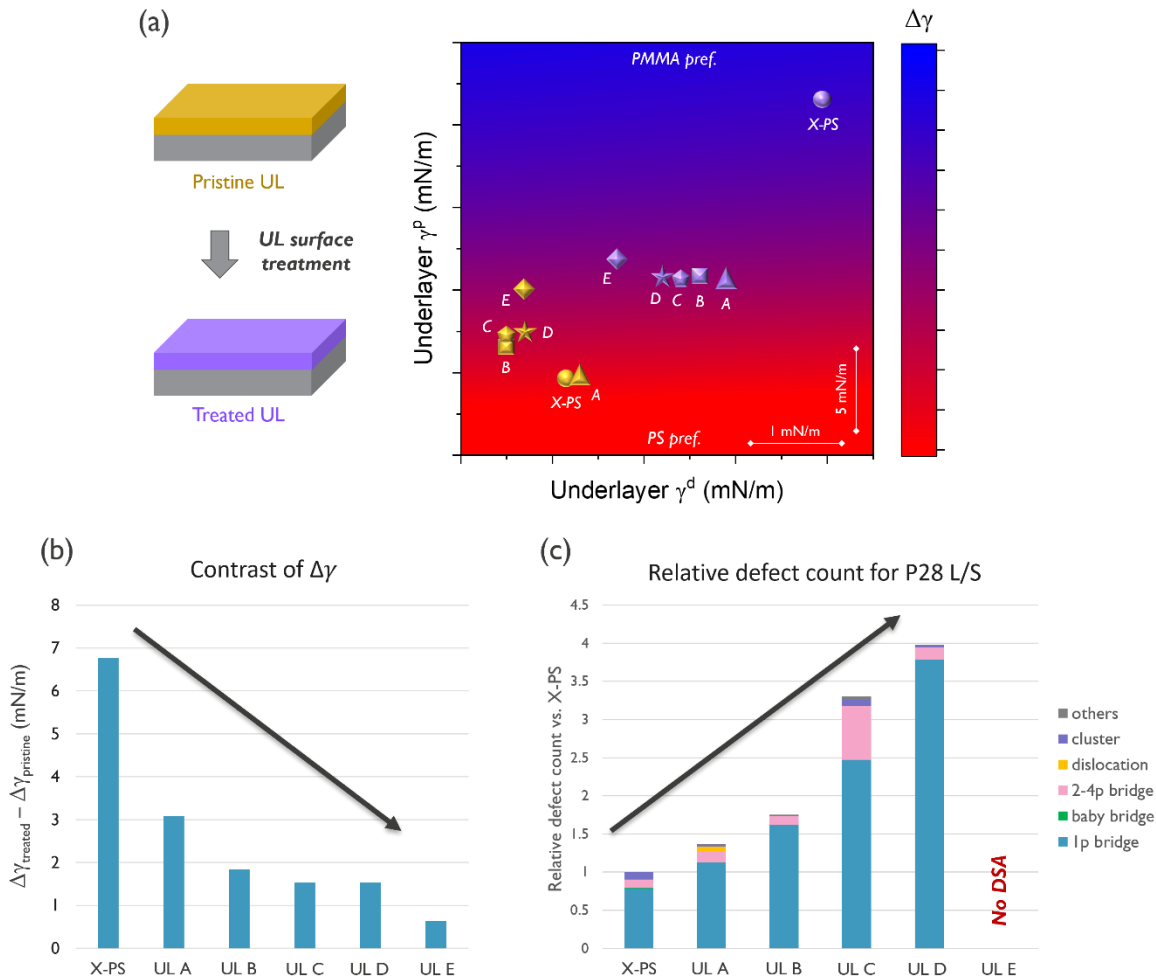 (a)
Pristine UL
UL surface
treatment
Treated UL
Underlayer γᵖ (mN/m)
PMMA pref.
X-PS
E
D
C
B
A
E
C
D
B
X-PS
A
5 mN/m
1 mN/m
PS pref.
Underlayer γᵈ (mN/m)
Δγ
(b)
Contrast of Δγ
Δγtreated − Δγpristine (mN/m)
8
7
6
5
4
3
2
1
0
X-PS UL A UL B UL C UL D UL E
(c)
Relative defect count for P28 L/S
Relative defect count vs. X-PS
4.5
4
3.5
3
2.5
2
1.5
1
0.5
0
No DSA
X-PS UL A UL B UL C UL D UL E
others
cluster
dislocation
2-4p bridge
baby bridge
1p bridge